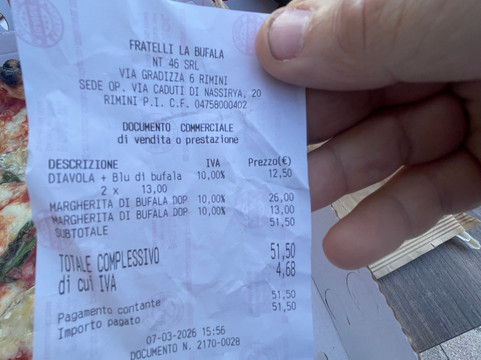 FRATELLI LA BUFALA
NT 46 SRL
VIA GRADIZZA 6 RIMINI
SEDE OP. VIA CADUTI DI NASSIRYA, 20
RIMINI P.I. C.F. 04758000402
DOCUMENTO COMMERCIALE
di vendita o prestazione
DESCRIZIONE IVA Prezzo(€)
DIAVOLA + Blu di bufala 10,00% 12,50
2 x 13,00
MARGHERITA DI BUFALA DOP 10,00% 26,00
MARGHERITA DI BUFALA DOP 10,00% 13,00
SUBTOTALE 51,50
TOTALE COMPLESSIVO 51,50
di cui IVA 4,68
Pagamento contante 51,50
Importo pagato 51,50
07-03-2026 15:56
DOCUMENTO N. 2170-0028